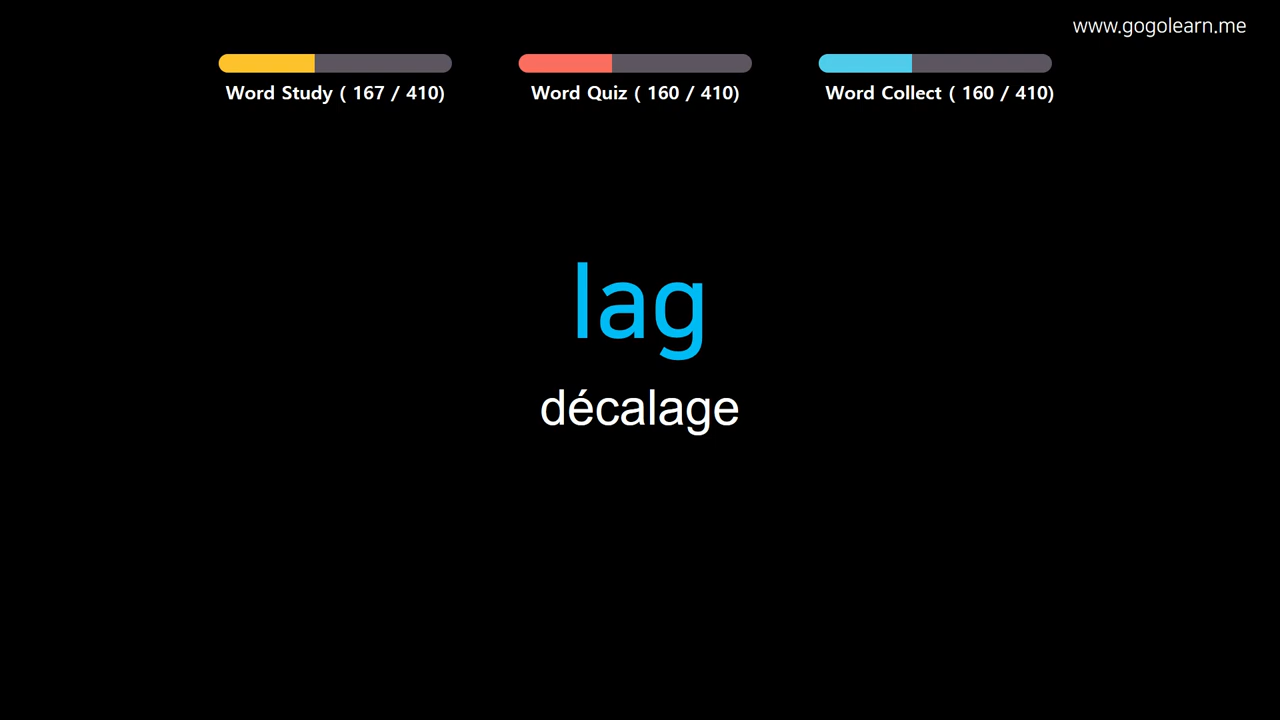 www.gogolearn.me
Word Study ( 167 / 410)
Word Quiz ( 160 / 410)
Word Collect ( 160 / 410)
lag
décalage